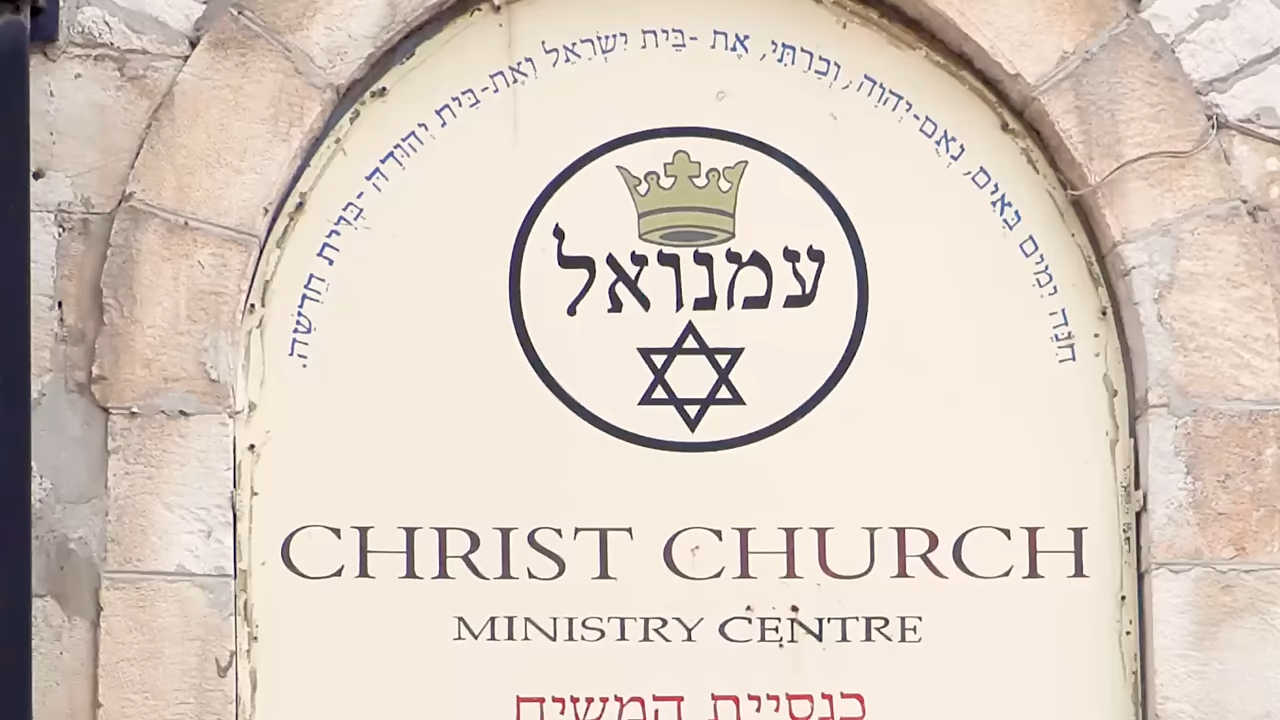 הִנֵּה יָמִים בָּאִים, נְאֻם-יְהוָה, וְכָרַתִּי, אֶת -בֵּית יִשְׂרָאֵל וְאֶת-בֵּית יְהוּדָה -בְּרִית חֲדָשָׁה.
עמנואל
CHRIST CHURCH
MINISTRY CENTRE
כנסיית המשיח